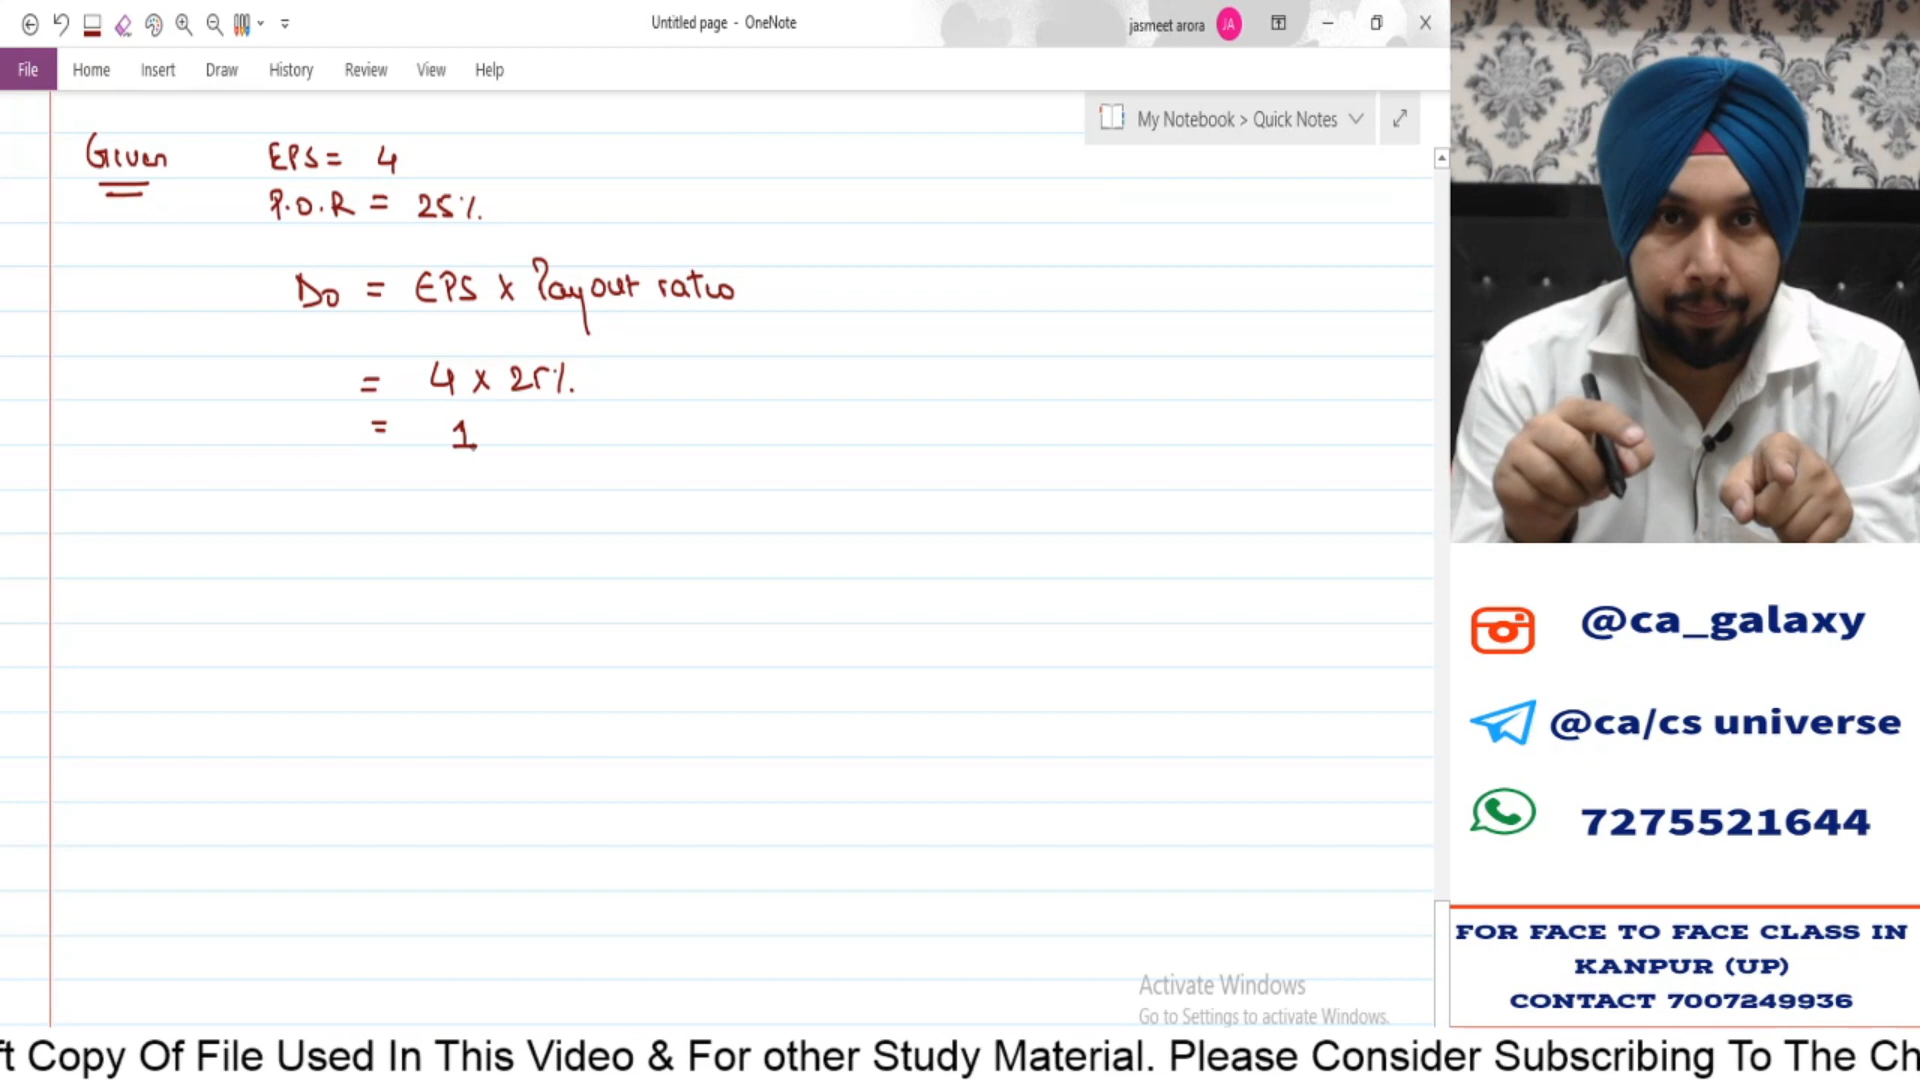 Untitled page - OneNote
jasmeet arora JA
File Home Insert Draw History Review View Help
My Notebook > Quick Notes
Given EPS = 4
P.O.R = 25%
D0 = EPS x Payout ratio
= 4 x 25%
= 1
@ca_galaxy
@ca/cs universe
7275521644
FOR FACE TO FACE CLASS IN
KANPUR (UP)
CONTACT 7007249936
Activate Windows
Go to Settings to activate Windows.
ft Copy Of File Used In This Video & For other Study Material. Please Consider Subscribing To The Ch